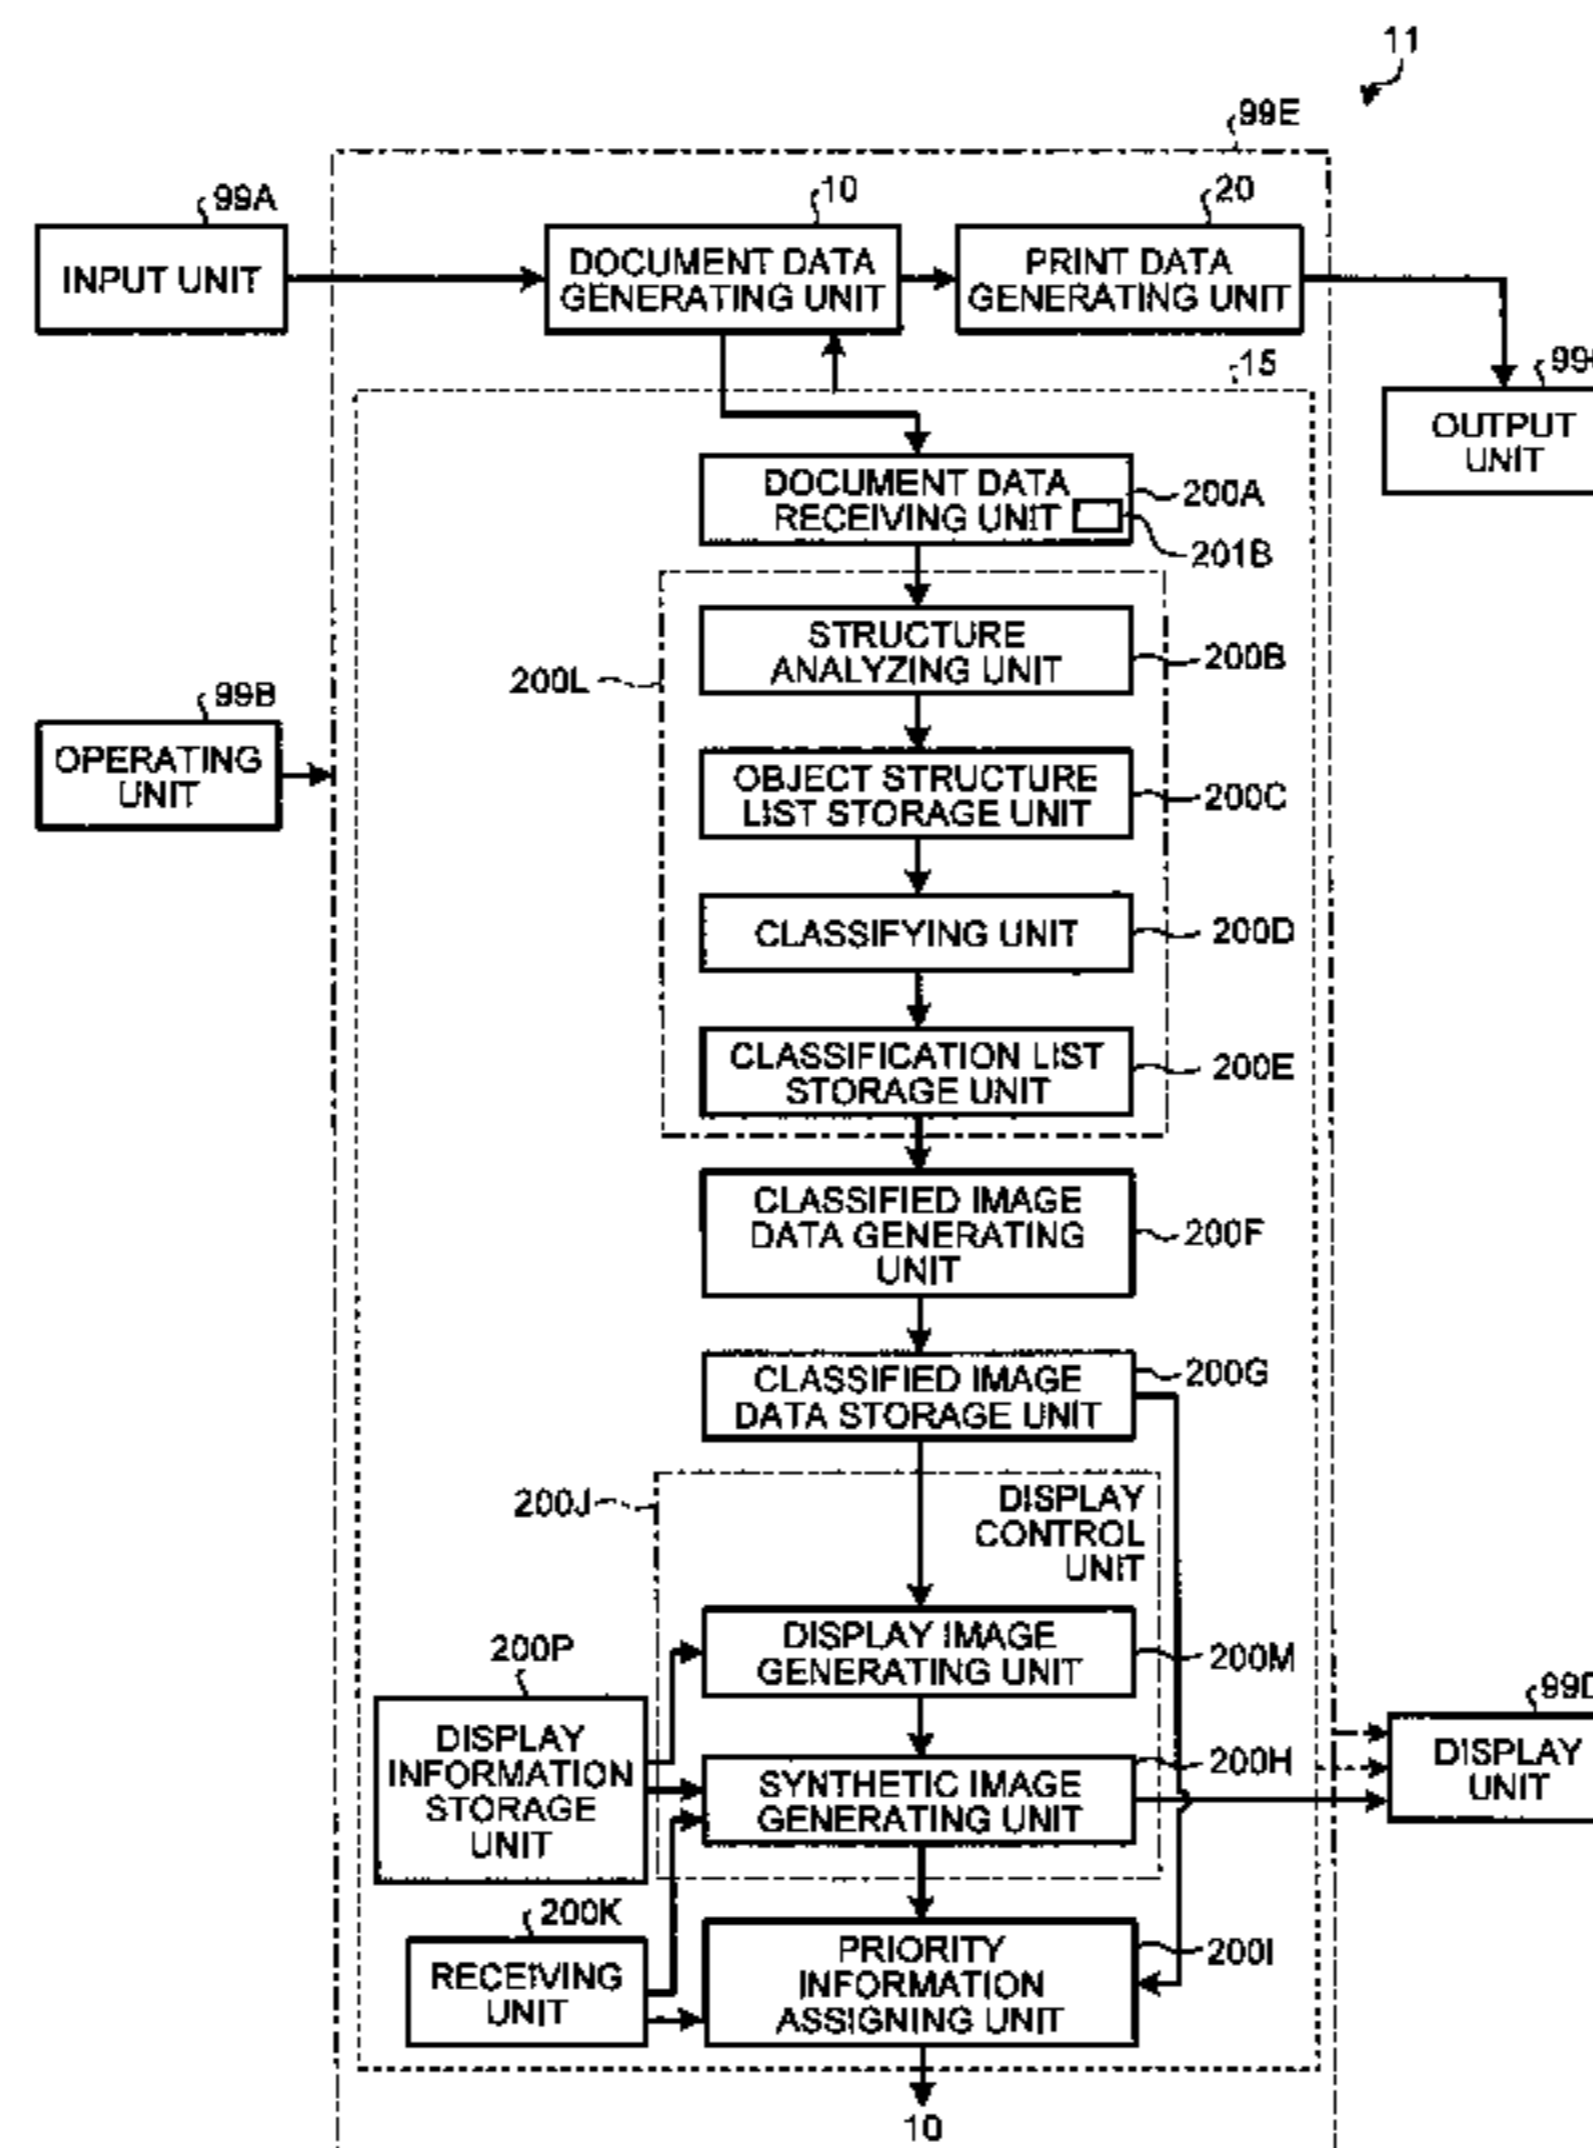 11
99E
99A
10
20
INPUT UNIT
DOCUMENT DATA
GENERATING UNIT
PRINT DATA
GENERATING UNIT
15
OUTPUT
UNIT
DOCUMENT DATA
RECEIVING UNIT
200A
201B
STRUCTURE
ANALYZING UNIT
200B
200L
99B
OPERATING
UNIT
OBJECT STRUCTURE
LIST STORAGE UNIT
200C
CLASSIFYING UNIT
200D
CLASSIFICATION LIST
STORAGE UNIT
200E
CLASSIFIED IMAGE
DATA GENERATING
UNIT
200F
CLASSIFIED IMAGE
DATA STORAGE UNIT
200G
200J
DISPLAY
CONTROL
UNIT
DISPLAY IMAGE
GENERATING UNIT
200M
200P
DISPLAY
INFORMATION
STORAGE
UNIT
SYNTHETIC IMAGE
GENERATING UNIT
200H
99D
DISPLAY
UNIT
200K
RECEIVING
UNIT
PRIORITY
INFORMATION
ASSIGNING UNIT
200I
10